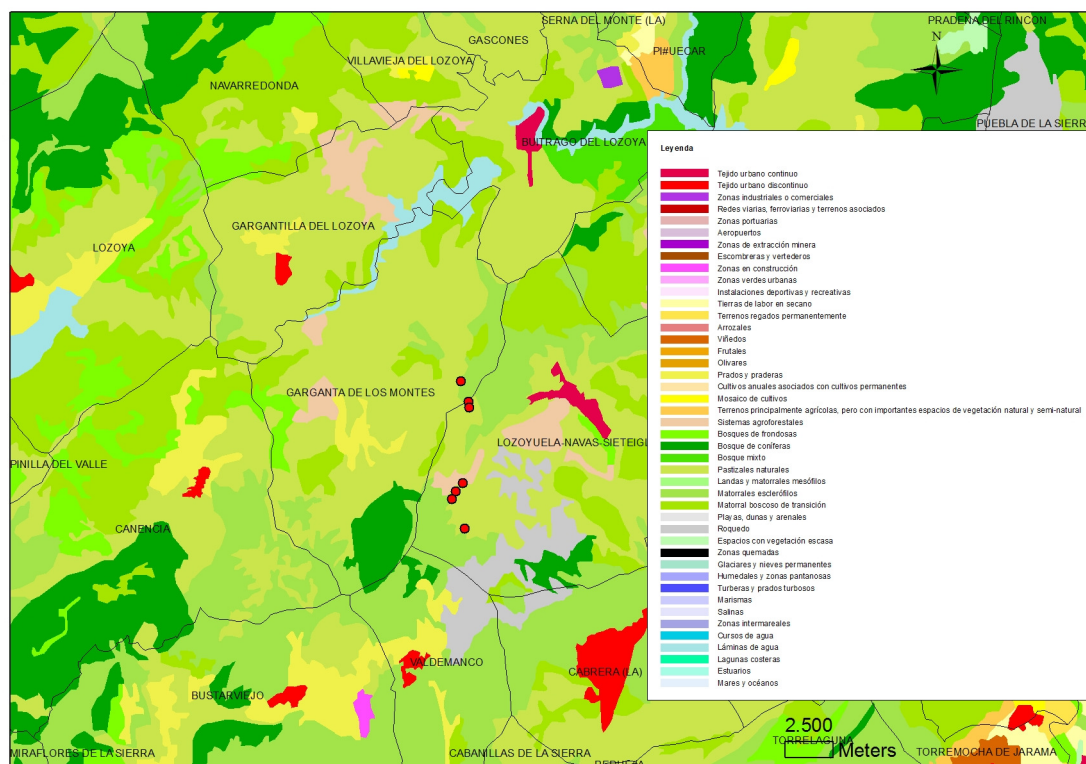 SERNA DEL MONTE (LA)
PRADEÑA DEL RINCON
GASCONES
N
PI#UECAR
VILLAVIEJA DEL LOZOYA
NAVARREDONDA
PUEBLA DE LA SIERR
BUITRAGO DEL LOZOYA
GARGANTILLA DEL LOZOYA
LOZOYA
GARGANTA DE LOS MONTES
LOZOYUELA-NAVAS-SIETEIGL
PINILLA DEL VALLE
CANENCIA
VALDEMANCO
CABRERA (LA)
BUSTARVIEJO
MIRAFLORES DE LA SIERRA
CABANILLAS DE LA SIERRA
2.500
Meters
TORRELAGUNA
TORREMOCHA DE JARAMA
Leyenda
Tejido urbano continuo
Tejido urbano discontinuo
Zonas industriales o comerciales
Redes viarias, ferroviarias y terrenos asociados
Zonas portuarias
Aeropuertos
Zonas de extracción minera
Escombreras y vertederos
Zonas en construcción
Zonas verdes urbanas
Instalaciones deportivas y recreativas
Tierras de labor en secano
Terrenos regados permanentemente
Arrozales
Viñedos
Frutales
Olivares
Prados y praderas
Cultivos anuales asociados con cultivos permanentes
Mosaico de cultivos
Terrenos principalmente agrícolas, pero con importantes espacios de vegetación natural y semi-natural
Sistemas agroforestales
Bosques de frondosas
Bosque de coníferas
Bosque mixto
Pastizales naturales
Landas y matorrales mesófilos
Matorrales esclerófilos
Matorral boscoso de transición
Playas, dunas y arenales
Roquedo
Espacios con vegetación escasa
Zonas quemadas
Glaciares y nieves permanentes
Humedales y zonas pantanosas
Turberas y prados turbosos
Marismas
Salinas
Zonas intermareales
Cursos de agua
Láminas de agua
Lagunas costeras
Estuarios
Mares y océanos